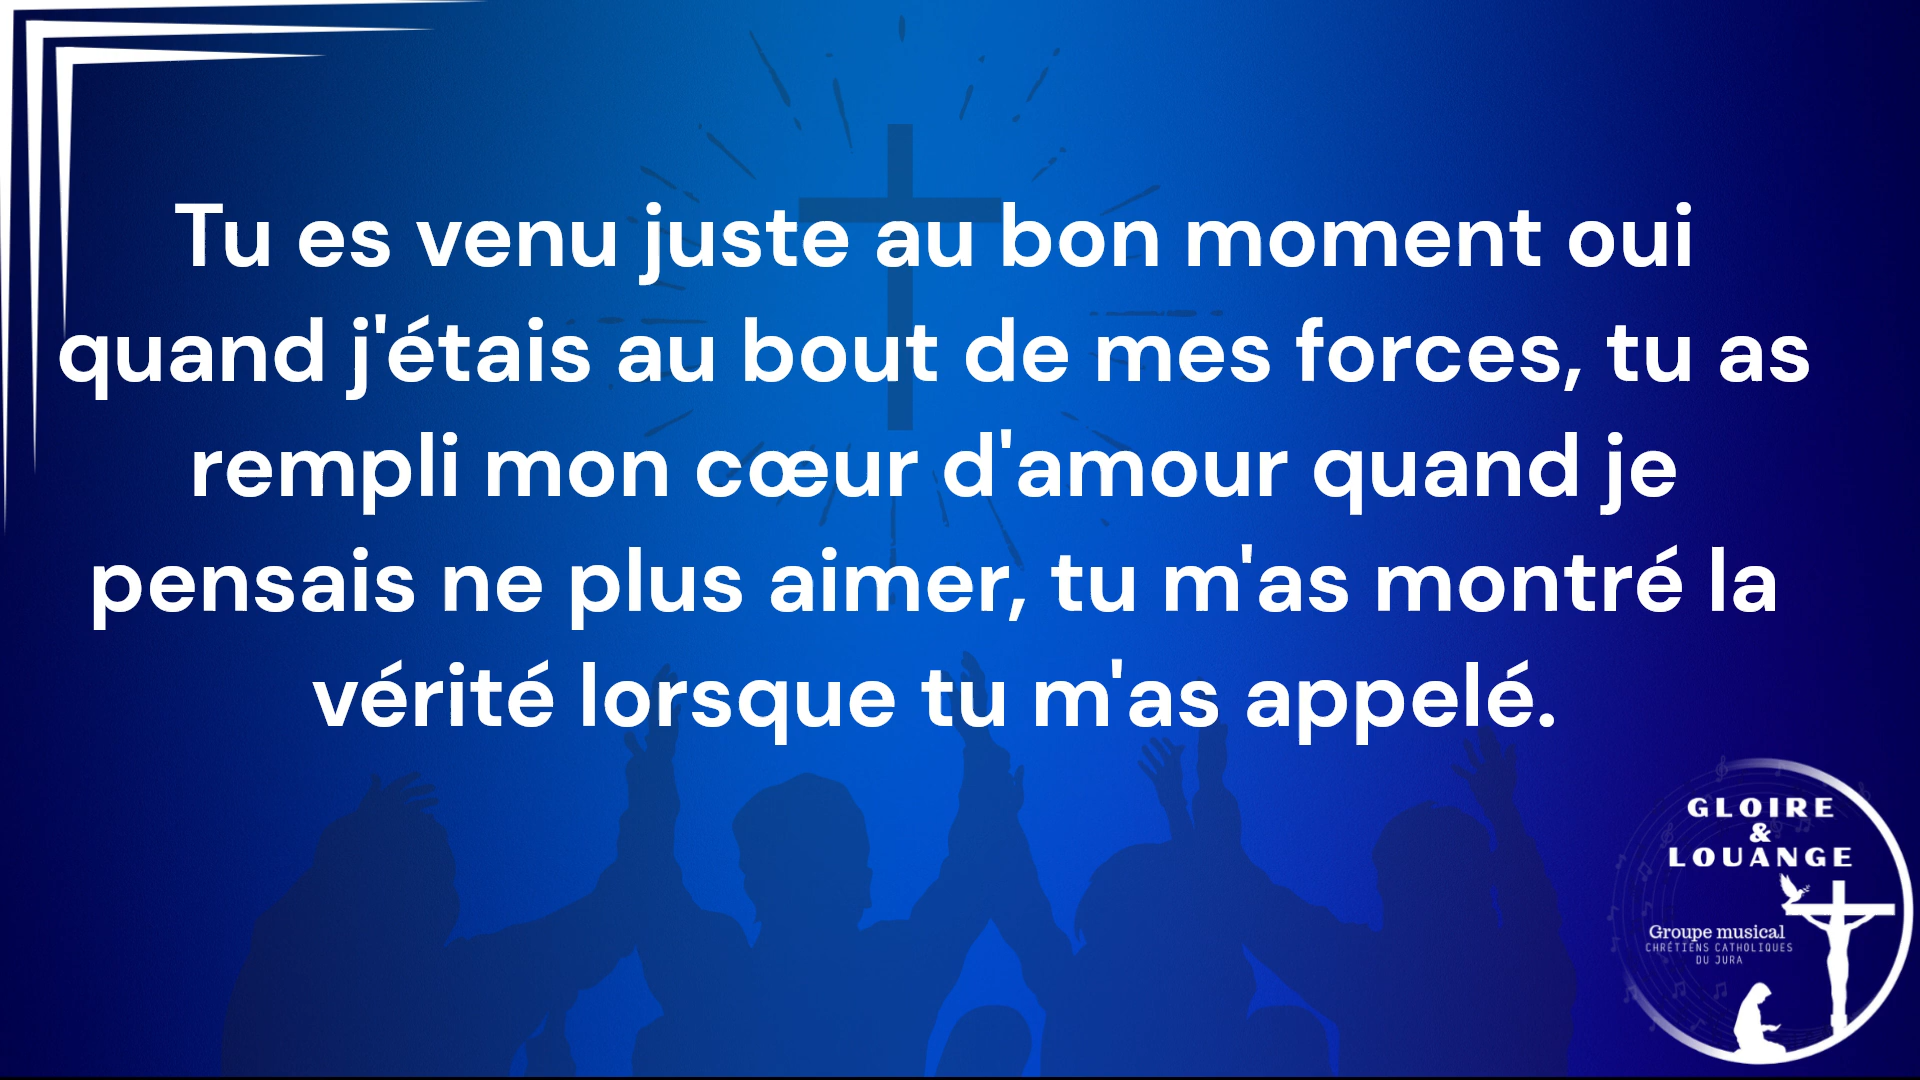 Tu es venu juste au bon moment oui
quand j'étais au bout de mes forces, tu as
rempli mon cœur d'amour quand je
pensais ne plus aimer, tu m'as montré la
vérité lorsque tu m'as appelé.
GLOIRE
&
LOUANGE
Groupe musical
CHRÉTIENS CATHOLIQUES
DU JURA